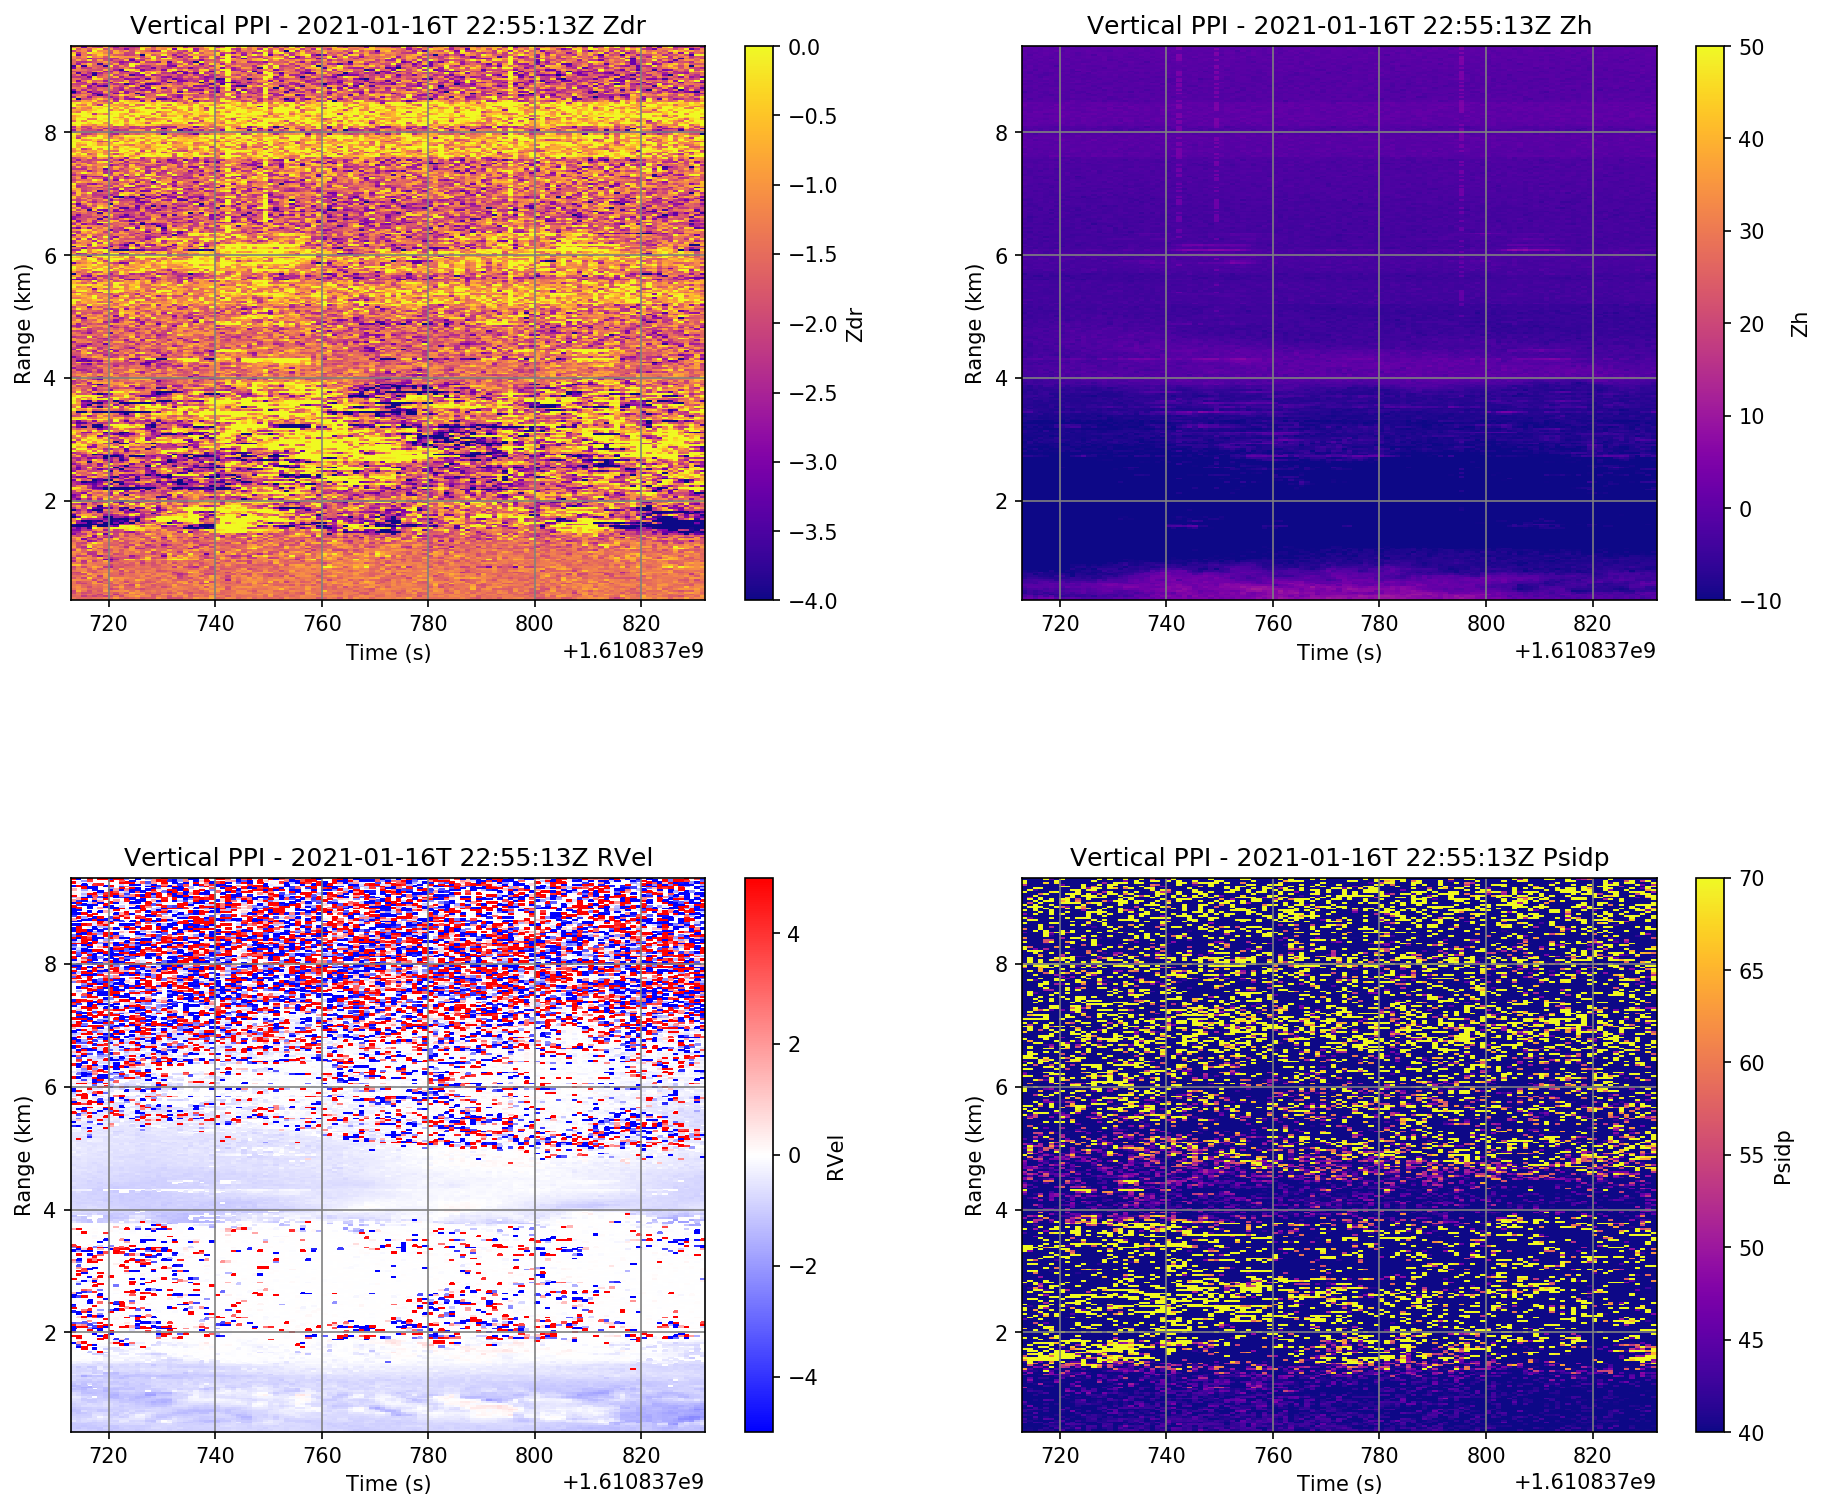 Vertical PPI - 2021-01-16T 22:55:13Z Zdr
Range (km)
8
6
4
2
720 740 760 780 800 820
Time (s)
+1.610837e9
0.0
−0.5
−1.0
−1.5
−2.0
−2.5
−3.0
−3.5
−4.0
Zdr
Vertical PPI - 2021-01-16T 22:55:13Z Zh
Range (km)
8
6
4
2
720 740 760 780 800 820
Time (s)
+1.610837e9
50
40
30
20
10
0
−10
Zh
Vertical PPI - 2021-01-16T 22:55:13Z RVel
Range (km)
8
6
4
2
720 740 760 780 800 820
Time (s)
+1.610837e9
4
2
0
−2
−4
RVel
Vertical PPI - 2021-01-16T 22:55:13Z Psidp
Range (km)
8
6
4
2
720 740 760 780 800 820
Time (s)
+1.610837e9
70
65
60
55
50
45
40
Psidp